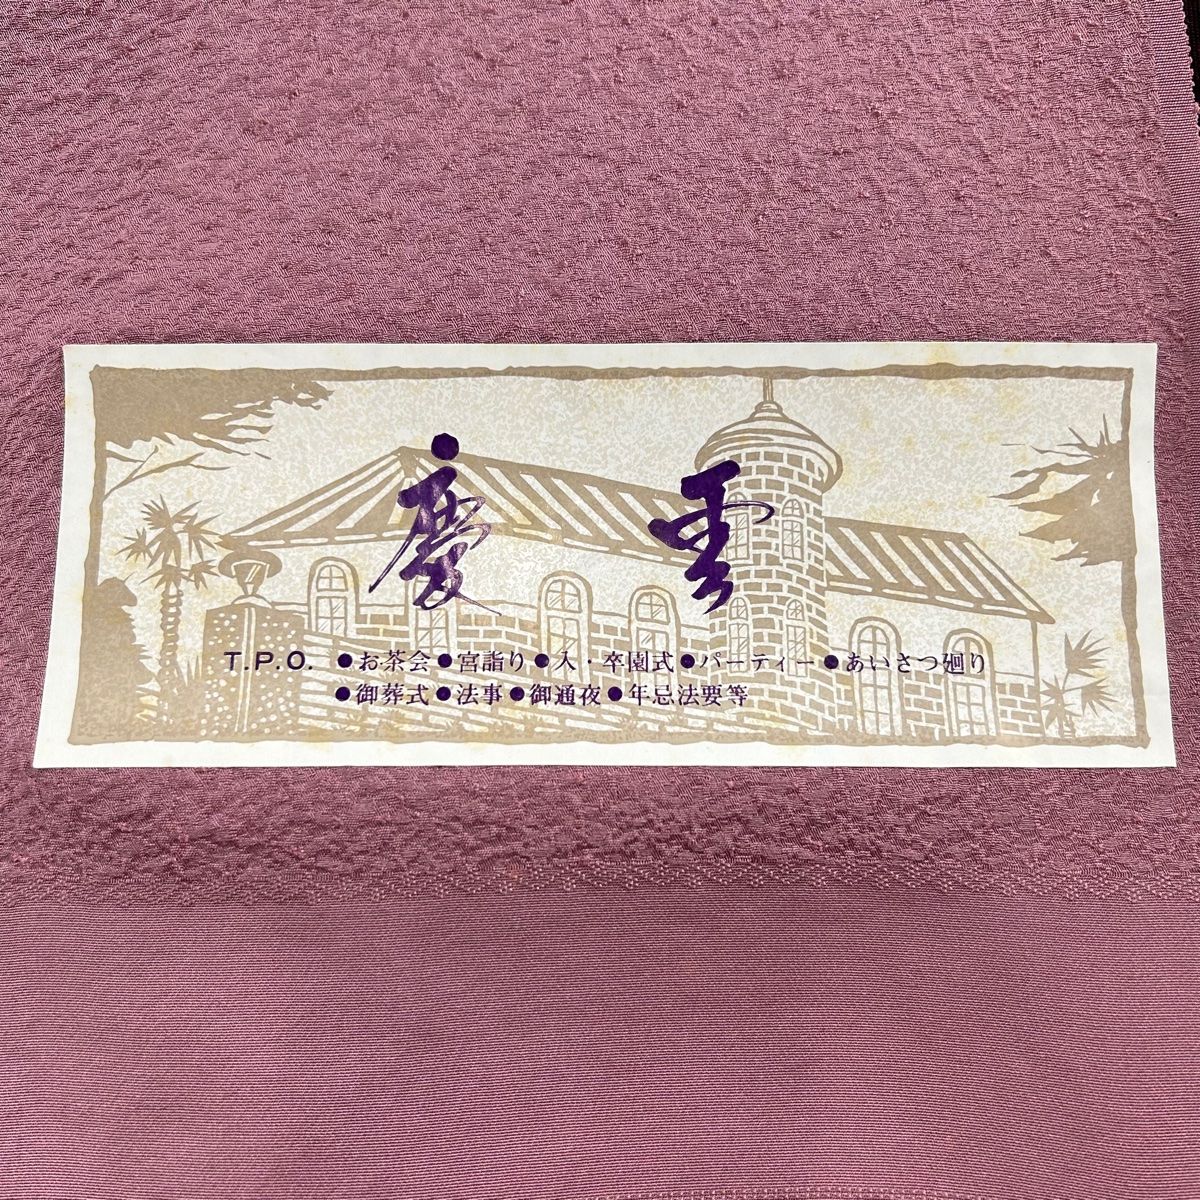 慶雲
T.P.O. ●お茶会●宮詣り●入・卒園式●パーティー●あいさつ廻り
●御葬式●法事●御通夜●年忌法要等